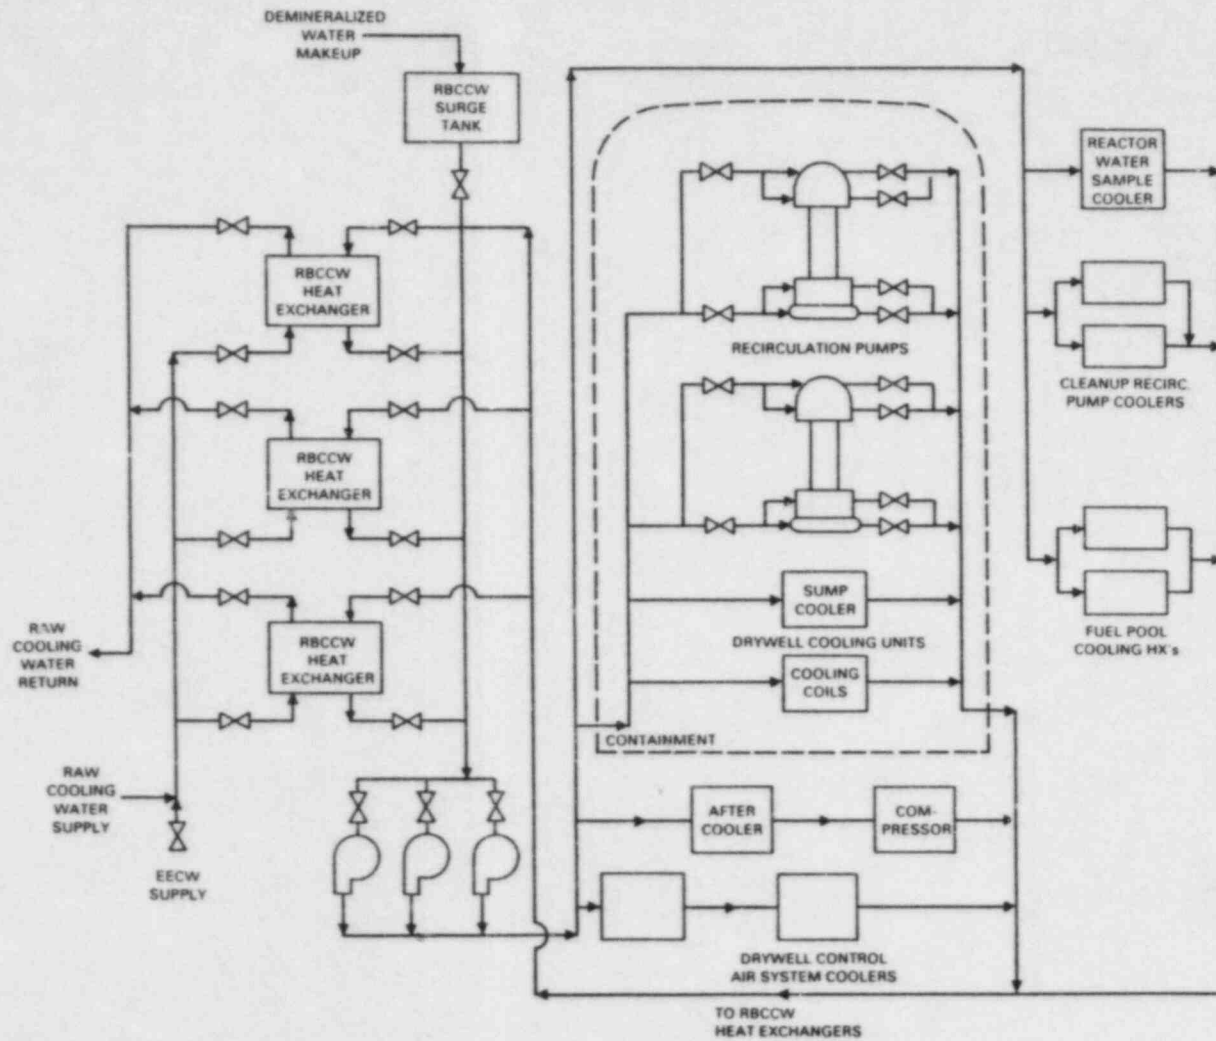 DEMINERALIZED
WATER
MAKEUP
RBCCW
SURGE
TANK
REACTOR
WATER
SAMPLE
COOLER
RBCCW
HEAT
EXCHANGER
RECIRCULATION PUMPS
CLEANUP RECIRC.
PUMP COOLERS
RBCCW
HEAT
EXCHANGER
SUMP
COOLER
DRYWELL COOLING UNITS
FUEL POOL
COOLING HX's
RAW
COOLING
WATER
RETURN
RBCCW
HEAT
EXCHANGER
COOLING
COILS
CONTAINMENT
RAW
COOLING
WATER
SUPPLY
AFTER
COOLER
COM-
PRESSOR
EECW
SUPPLY
DRYWELL CONTROL
AIR SYSTEM COOLERS
TO RBCCW
HEAT EXCHANGERS